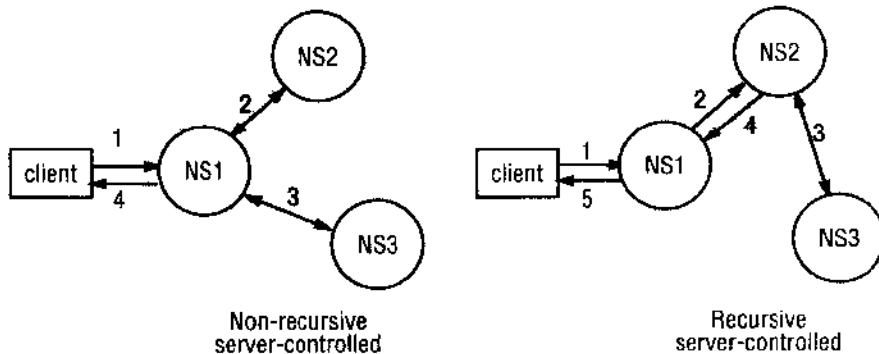 NS2
2
1
client
NS1
4
3
NS3
Non-recursive
server-controlled
NS2
2
4
1
3
client
NS1
5
NS3
Recursive
server-controlled